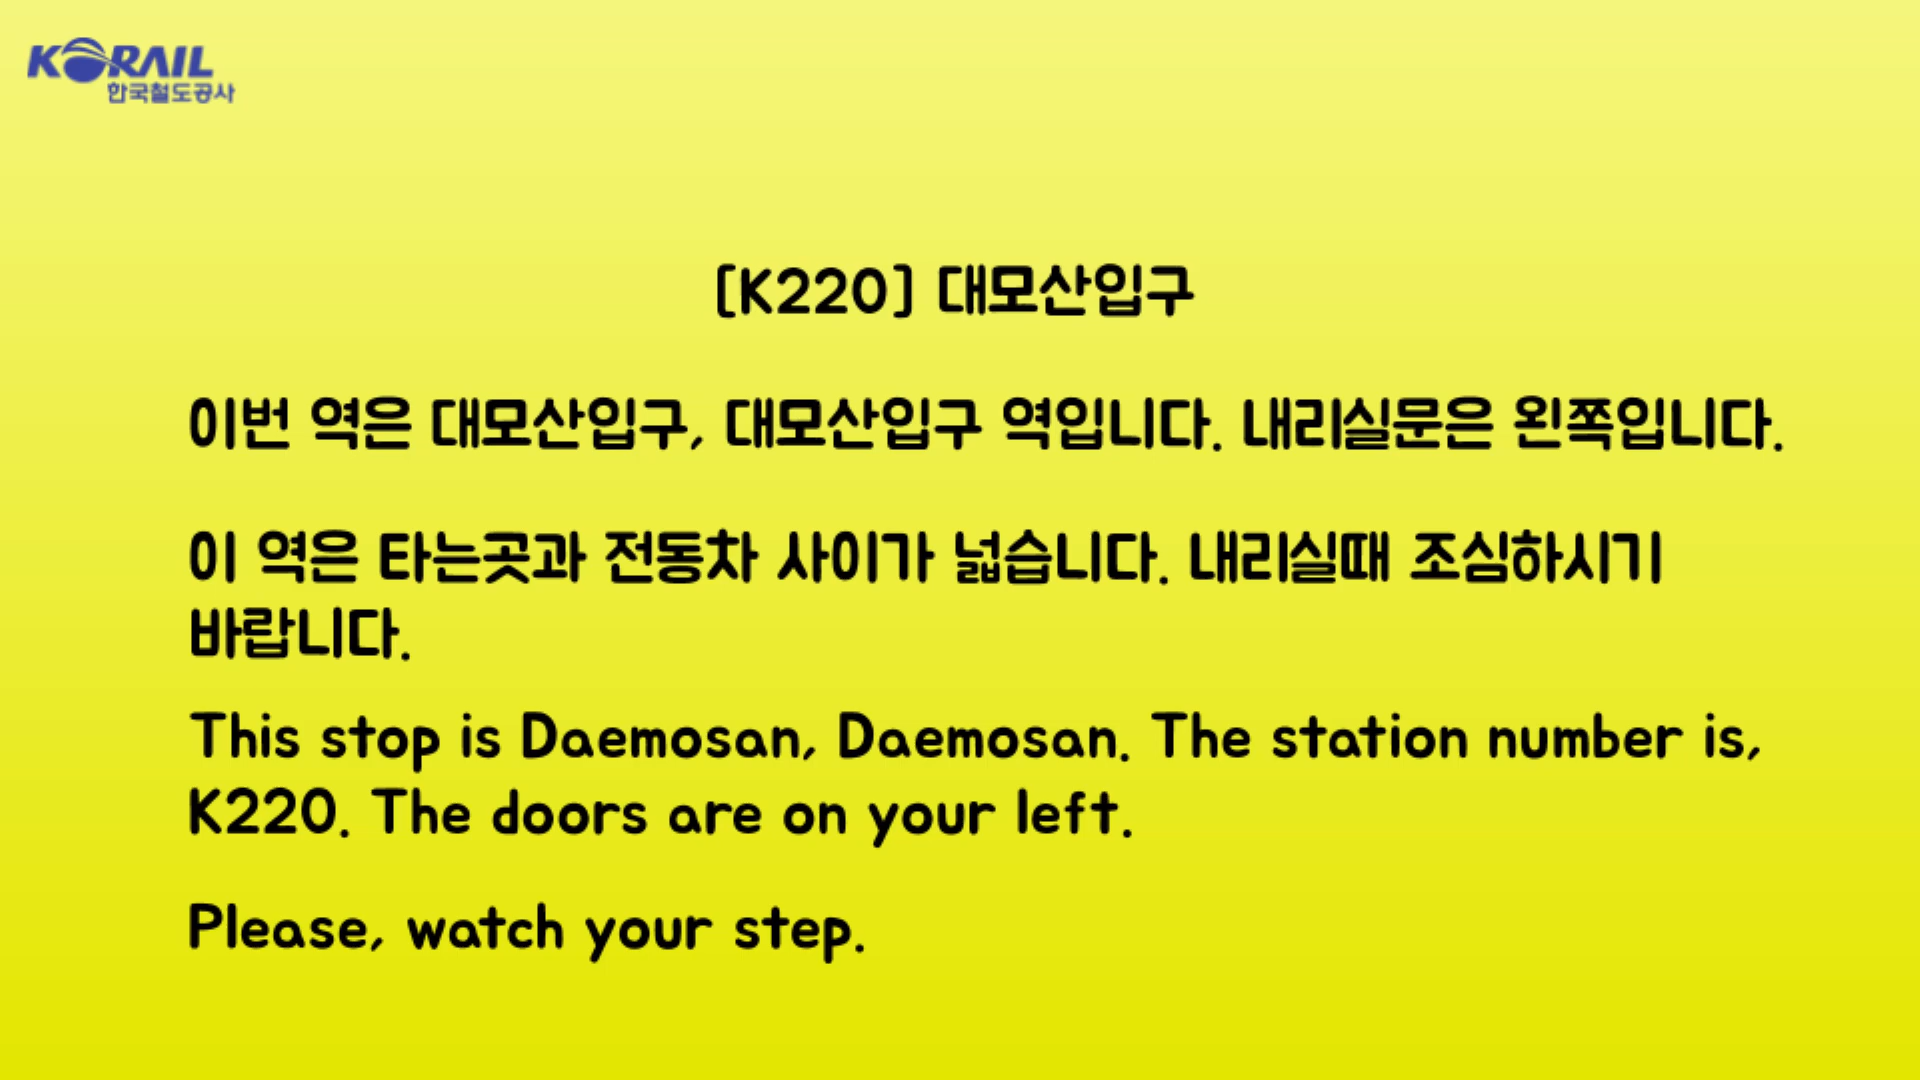 KORAIL
한국철도공사
[K220] 대모산입구
이번 역은 대모산입구, 대모산입구 역입니다. 내리실문은 왼쪽입니다.
이 역은 타는곳과 전동차 사이가 넓습니다. 내리실때 조심하시기
바랍니다.
This stop is Daemosan, Daemosan. The station number is,
K220. The doors are on your left.
Please, watch your step.